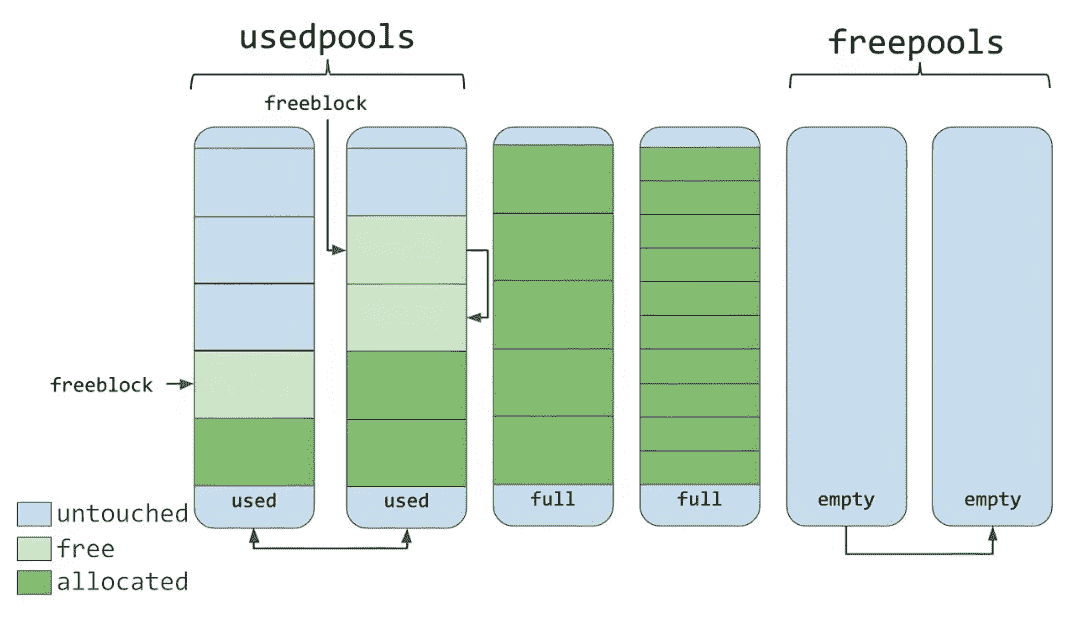 usedpools
freepools
freeblock
freeblock
used
used
full
full
empty
empty
untouched
free
allocated